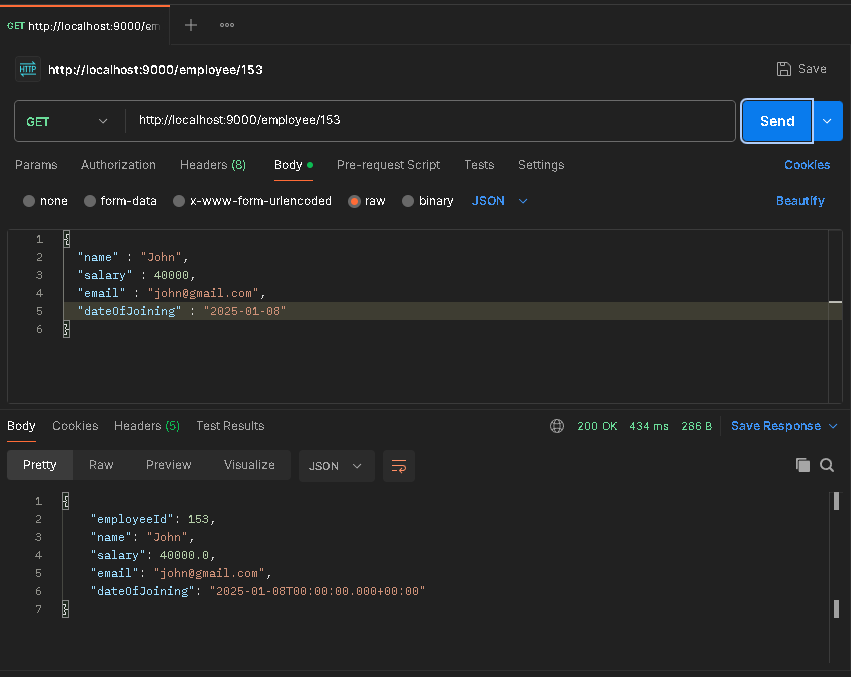 GET http://localhost:9000/em
HTTP http://localhost:9000/employee/153 Save
GET http://localhost:9000/employee/153 Send
Params Authorization Headers (8) Body Pre-request Script Tests Settings Cookies
none form-data x-www-form-urlencoded raw binary JSON Beautify
1 {
2 "name" : "John",
3 "salary" : 40000,
4 "email" : "john@gmail.com",
5 "dateOfJoining" : "2025-01-08"
6 }
Body Cookies Headers (5) Test Results 200 OK 434 ms 286 B Save Response
Pretty Raw Preview Visualize JSON
1 {
2 "employeeId": 153,
3 "name": "John",
4 "salary": 40000.0,
5 "email": "john@gmail.com",
6 "dateOfJoining": "2025-01-08T00:00:00.000+00:00"
7 }